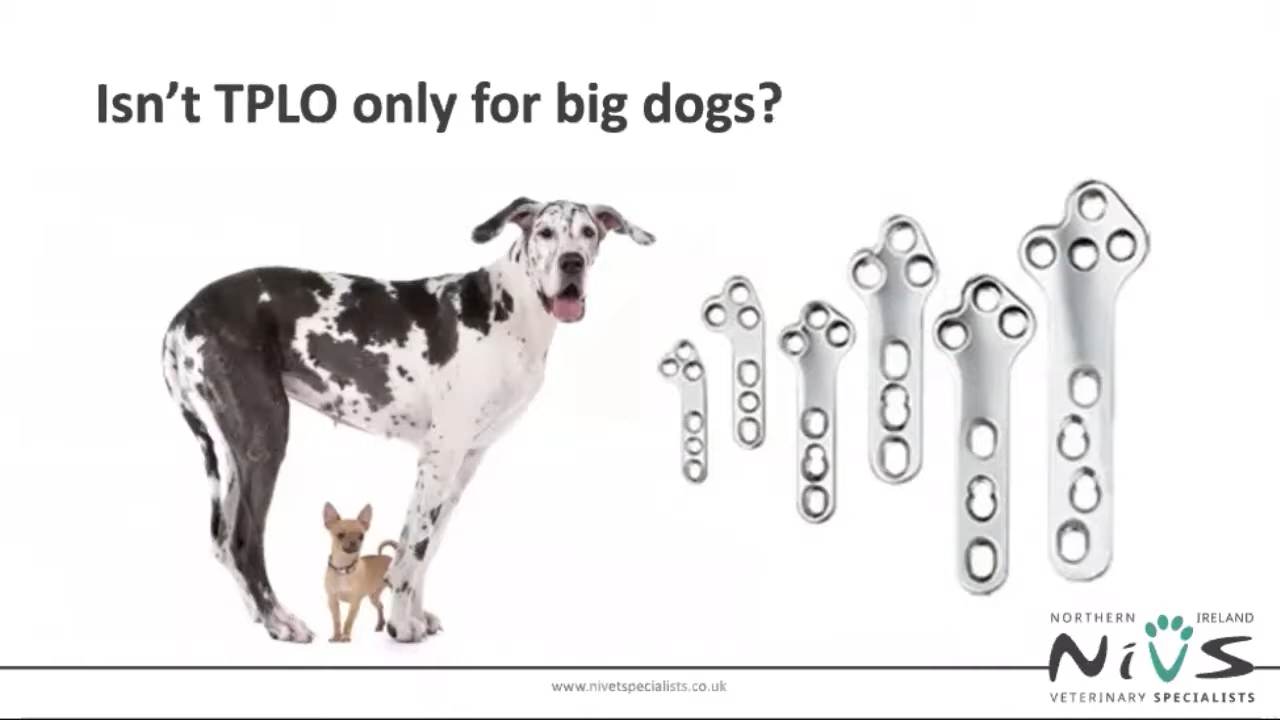 Isn’t TPLO only for big dogs?
NORTHERN IRELAND
NiVS
VETERINARY SPECIALISTS
www.nivetspecialists.co.uk